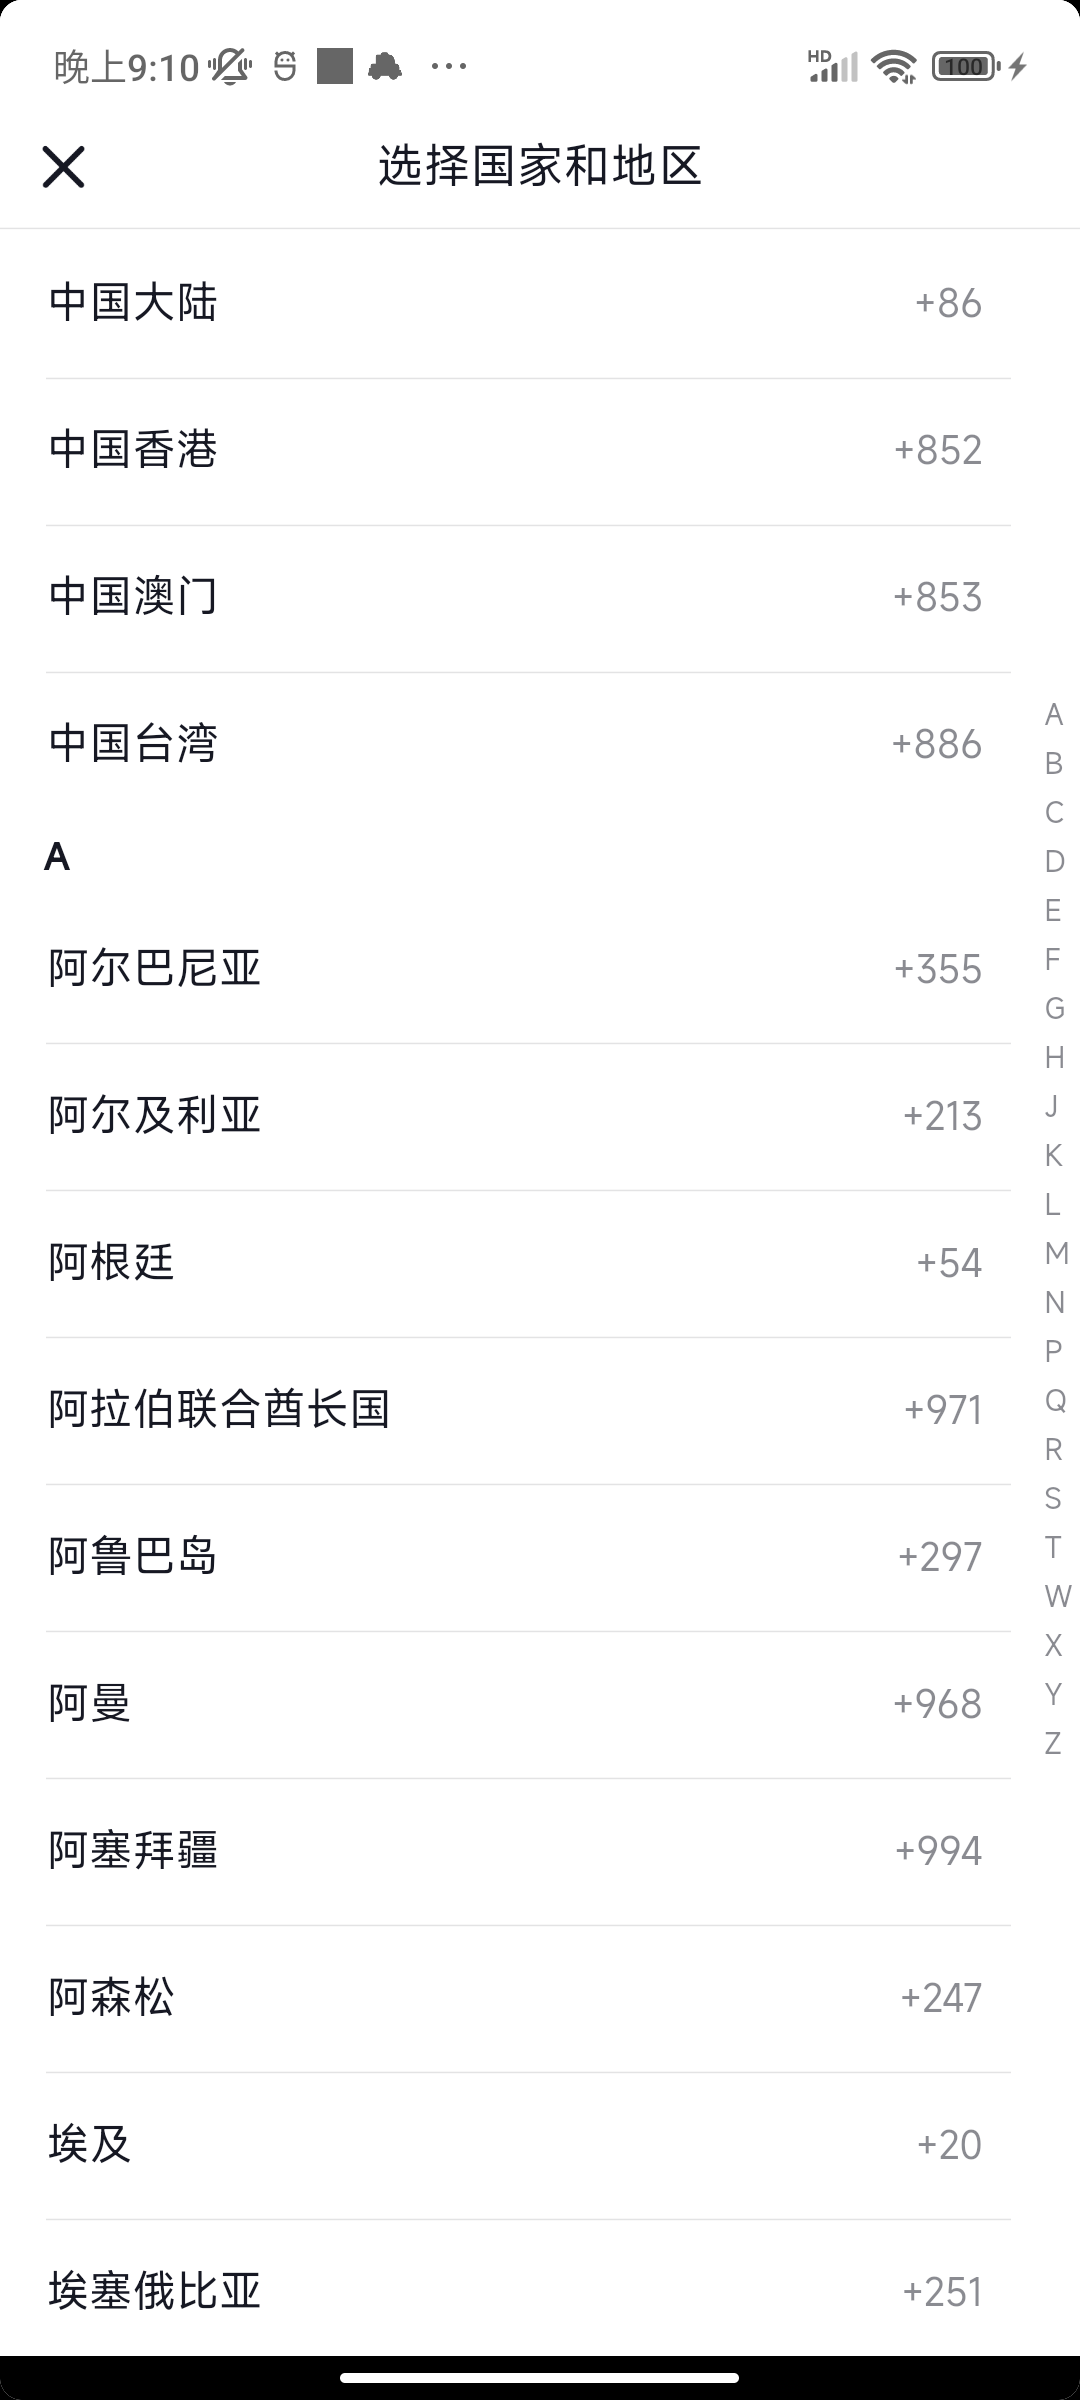 晚上9:10
HD
100
选择国家和地区
中国大陆 +86
中国香港 +852
中国澳门 +853
中国台湾 +886
A
阿尔巴尼亚 +355
阿尔及利亚 +213
阿根廷 +54
阿拉伯联合酋长国 +971
阿鲁巴岛 +297
阿曼 +968
阿塞拜疆 +994
阿森松 +247
埃及 +20
埃塞俄比亚 +251
A
B
C
D
E
F
G
H
J
K
L
M
N
P
Q
R
S
T
W
X
Y
Z